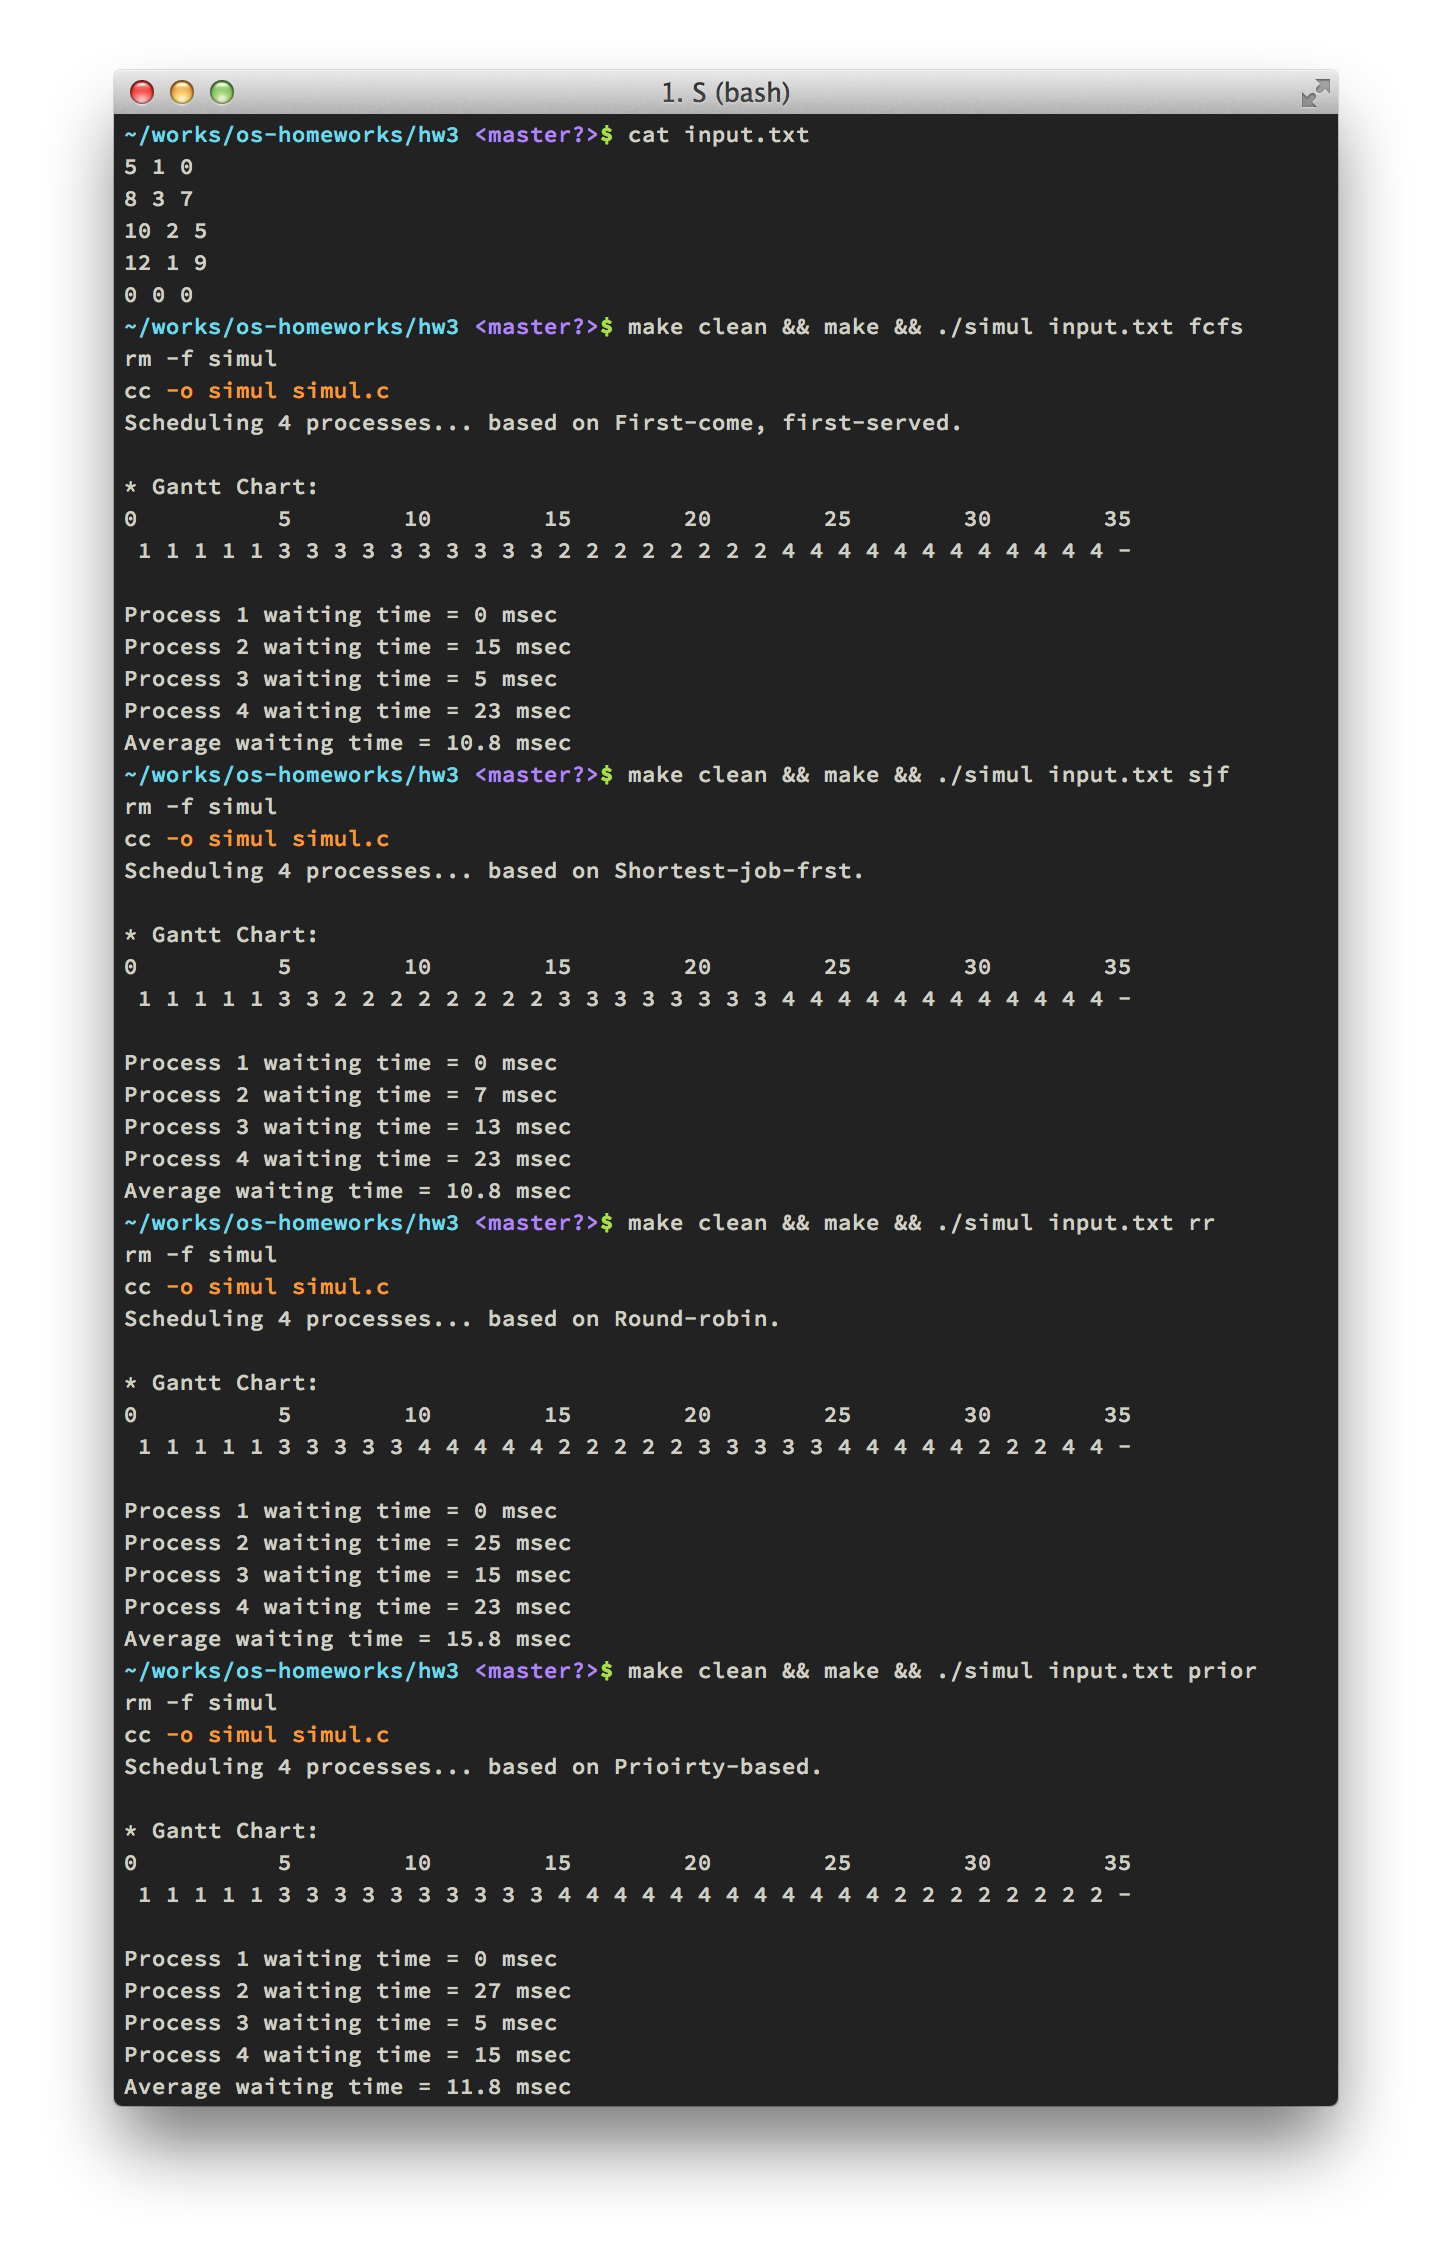 1. S (bash)
~/works/os-homeworks/hw3 <master?>$ cat input.txt
5 1 0
8 3 7
10 2 5
12 1 9
0 0 0
~/works/os-homeworks/hw3 <master?>$ make clean && make && ./simul input.txt fcfs
rm -f simul
cc -o simul simul.c
Scheduling 4 processes... based on First-come, first-served.
* Gantt Chart:
0          5        10        15        20        25        30        35
 1 1 1 1 1 3 3 3 3 3 3 3 3 3 3 2 2 2 2 2 2 2 2 4 4 4 4 4 4 4 4 4 4 4 4 -
Process 1 waiting time = 0 msec
Process 2 waiting time = 15 msec
Process 3 waiting time = 5 msec
Process 4 waiting time = 23 msec
Average waiting time = 10.8 msec
~/works/os-homeworks/hw3 <master?>$ make clean && make && ./simul input.txt sjf
rm -f simul
cc -o simul simul.c
Scheduling 4 processes... based on Shortest-job-frst.
* Gantt Chart:
0          5        10        15        20        25        30        35
 1 1 1 1 1 3 3 2 2 2 2 2 2 2 2 3 3 3 3 3 3 3 3 4 4 4 4 4 4 4 4 4 4 4 4 -
Process 1 waiting time = 0 msec
Process 2 waiting time = 7 msec
Process 3 waiting time = 13 msec
Process 4 waiting time = 23 msec
Average waiting time = 10.8 msec
~/works/os-homeworks/hw3 <master?>$ make clean && make && ./simul input.txt rr
rm -f simul
cc -o simul simul.c
Scheduling 4 processes... based on Round-robin.
* Gantt Chart:
0          5        10        15        20        25        30        35
 1 1 1 1 1 3 3 3 3 3 4 4 4 4 4 2 2 2 2 2 3 3 3 3 3 4 4 4 4 4 2 2 2 4 4 -
Process 1 waiting time = 0 msec
Process 2 waiting time = 25 msec
Process 3 waiting time = 15 msec
Process 4 waiting time = 23 msec
Average waiting time = 15.8 msec
~/works/os-homeworks/hw3 <master?>$ make clean && make && ./simul input.txt prior
rm -f simul
cc -o simul simul.c
Scheduling 4 processes... based on Prioirty-based.
* Gantt Chart:
0          5        10        15        20        25        30        35
 1 1 1 1 1 3 3 3 3 3 3 3 3 3 3 4 4 4 4 4 4 4 4 4 4 4 4 2 2 2 2 2 2 2 2 -
Process 1 waiting time = 0 msec
Process 2 waiting time = 27 msec
Process 3 waiting time = 5 msec
Process 4 waiting time = 15 msec
Average waiting time = 11.8 msec